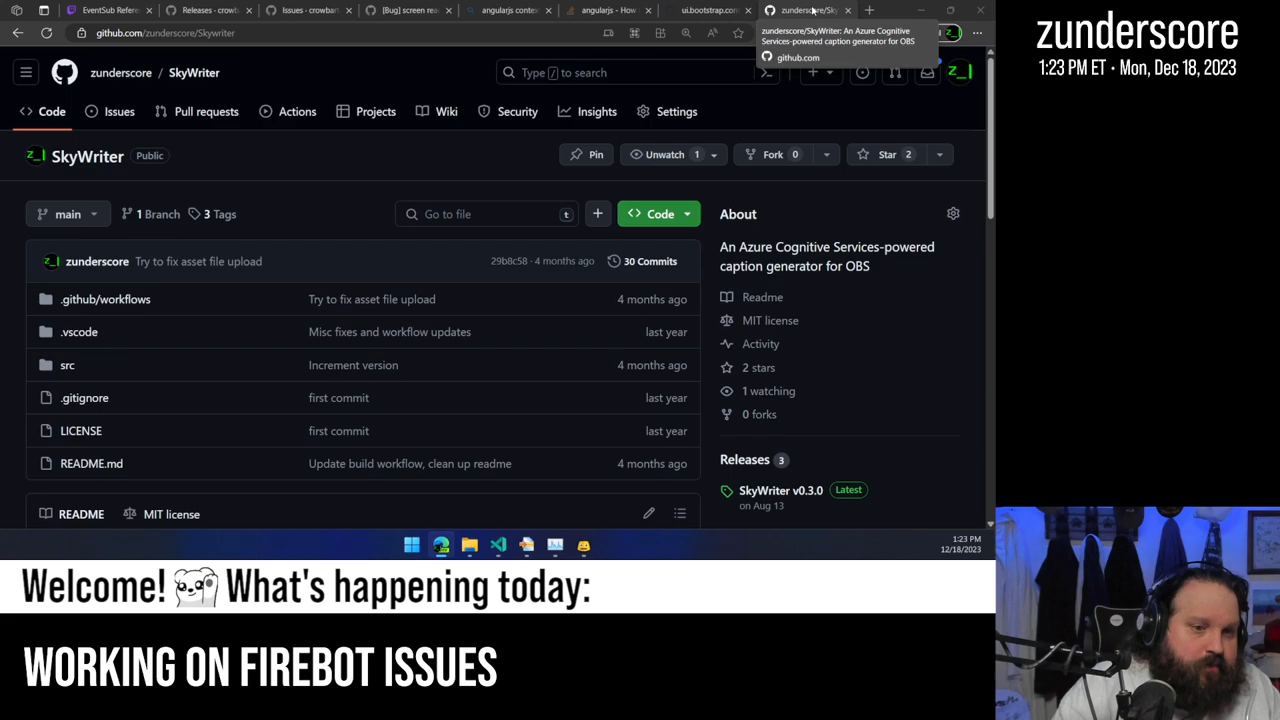 EventSub Refere
Releases - crowb
Issues - crowbar
[Bug] screen rea
angularjs contex
angularjs - How
ui.bootstrap.com
zunderscore/Sky
github.com/zunderscore/Skywriter
zunderscore/SkyWriter: An Azure Cognitive
Services-powered caption generator for OBS
github.com
zunderscore / SkyWriter
Type / to search
Code
Issues
Pull requests
Actions
Projects
Wiki
Security
Insights
Settings
z_| SkyWriter Public
Pin
Unwatch 1
Fork 0
Star 2
main
1 Branch
3 Tags
Go to file t
Code
About
An Azure Cognitive Services-powered
caption generator for OBS
zunderscore Try to fix asset file upload 29b8c58 · 4 months ago 30 Commits
.github/workflows Try to fix asset file upload 4 months ago
.vscode Misc fixes and workflow updates last year
src Increment version 4 months ago
.gitignore first commit last year
LICENSE first commit last year
README.md Update build workflow, clean up readme 4 months ago
Readme
MIT license
Activity
2 stars
1 watching
0 forks
Releases 3
SkyWriter v0.3.0 Latest
on Aug 13
README
MIT license
1:23 PM
12/18/2023
zunderscore
1:23 PM ET • Mon, Dec 18, 2023
Welcome! What's happening today:
WORKING ON FIREBOT ISSUES